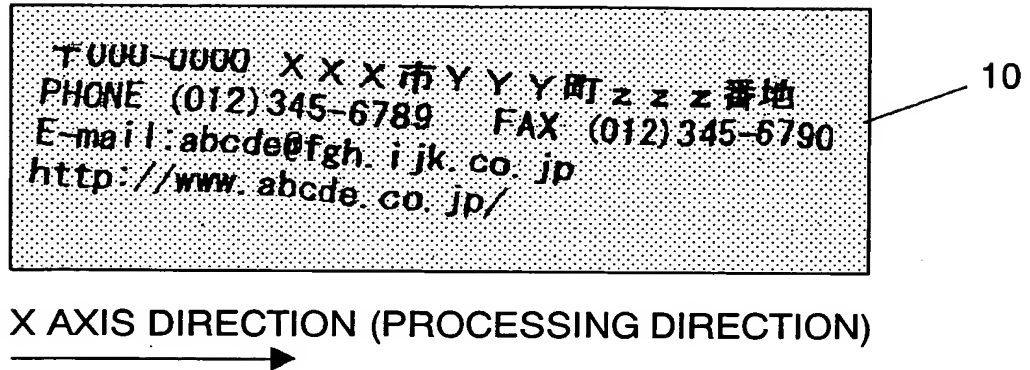 〒000-0000 XXX市YYY町zzz番地
PHONE (012)345-6789 FAX (012)345-6790
E-mail:abcde@fgh.ijk.co.jp
http://www.abcde.co.jp/
10
X AXIS DIRECTION (PROCESSING DIRECTION)